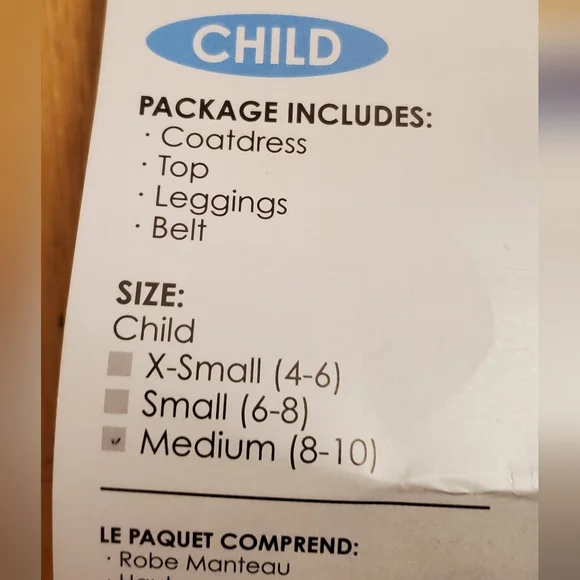 CHILD
PACKAGE INCLUDES:
· Coatdress
· Top
· Leggings
· Belt
SIZE:
Child
X-Small (4-6)
Small (6-8)
Medium (8-10)
LE PAQUET COMPREND:
· Robe Manteau